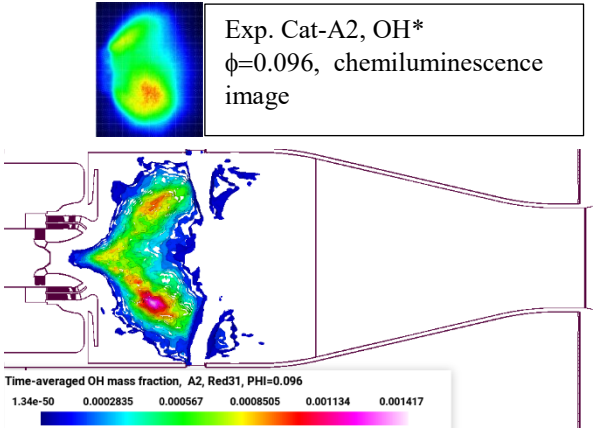 Exp. Cat-A2, OH*
ϕ=0.096, chemiluminescence
image
Time-averaged OH mass fraction, A2, Red31, PHI=0.096
1.34e-50 0.0002835 0.000567 0.0008505 0.001134 0.001417